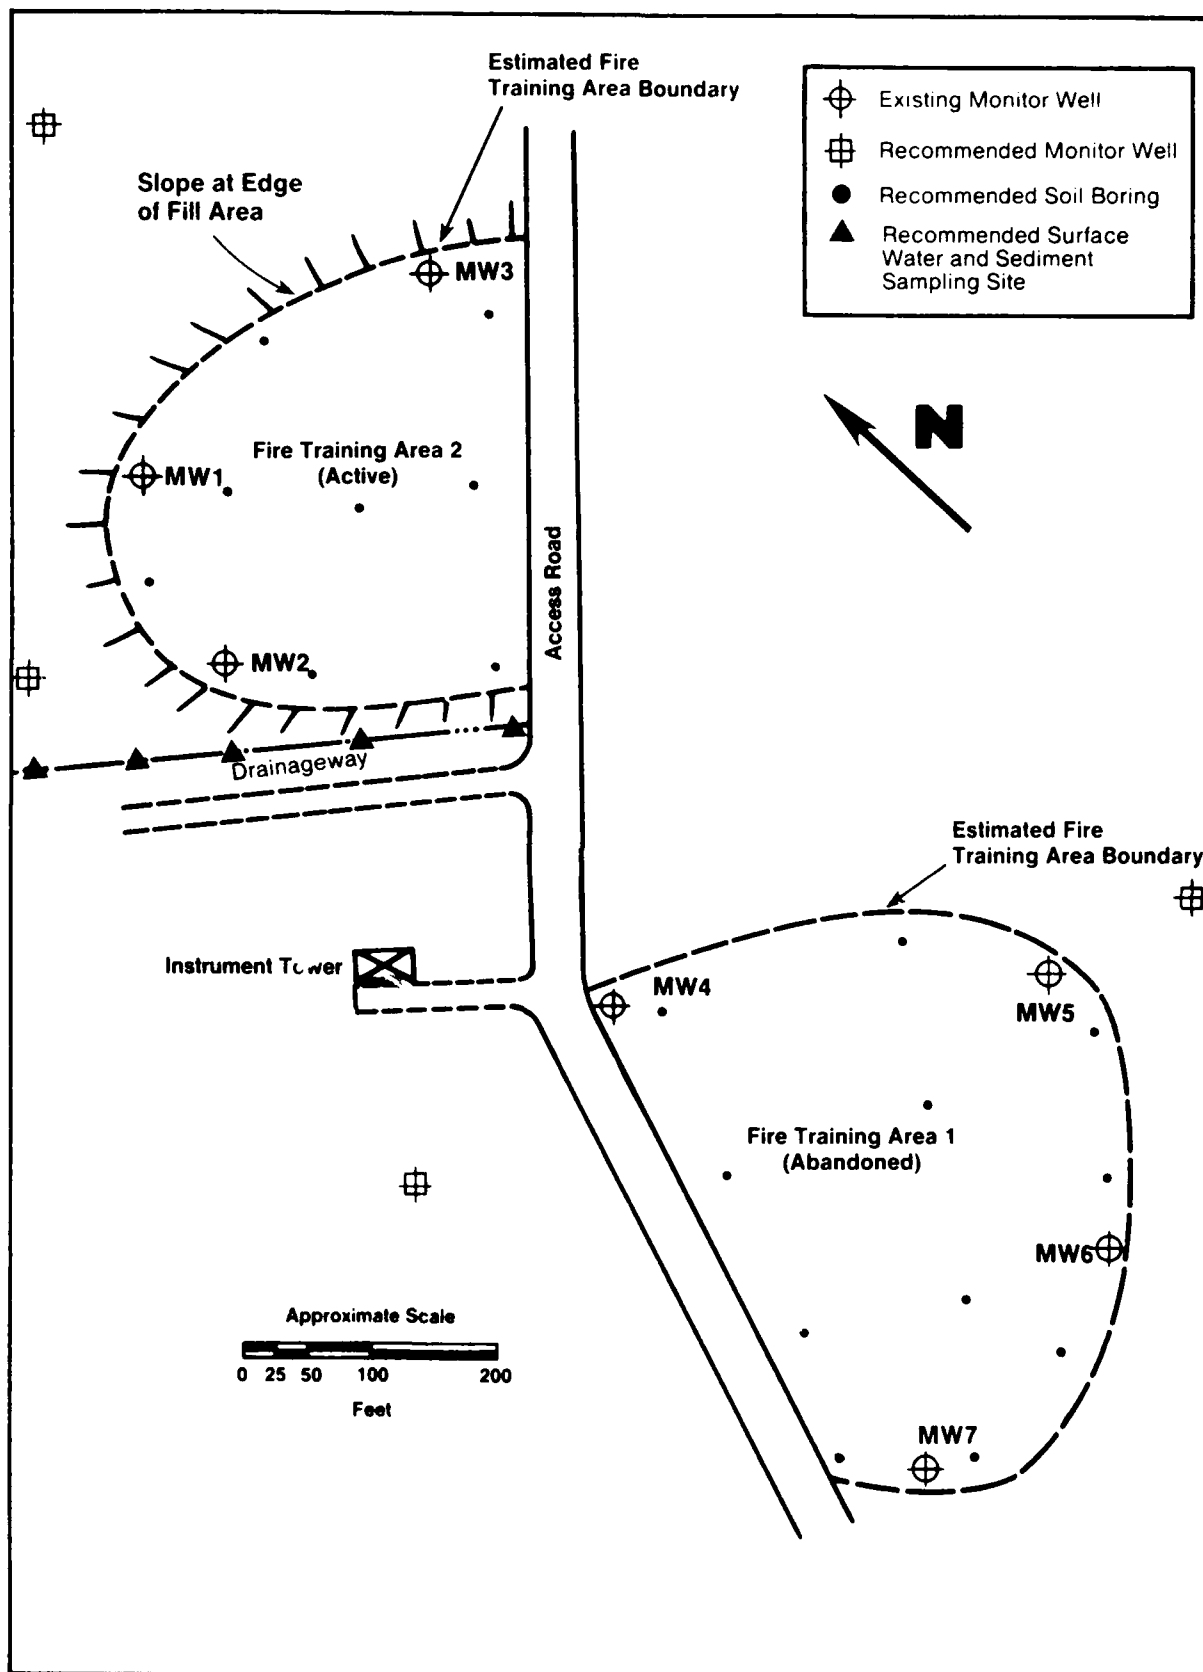 Estimated Fire
Training Area Boundary
Existing Monitor Well
Recommended Monitor Well
Recommended Soil Boring
Recommended Surface
Water and Sediment
Sampling Site
Slope at Edge
of Fill Area
MW3
N
Fire Training Area 2
(Active)
MW1
Access Road
MW2
Drainageway
Estimated Fire
Training Area Boundary
Instrument Tower
MW4
MW5
Fire Training Area 1
(Abandoned)
MW6
Approximate Scale
0 25 50 100 200
Feet
MW7